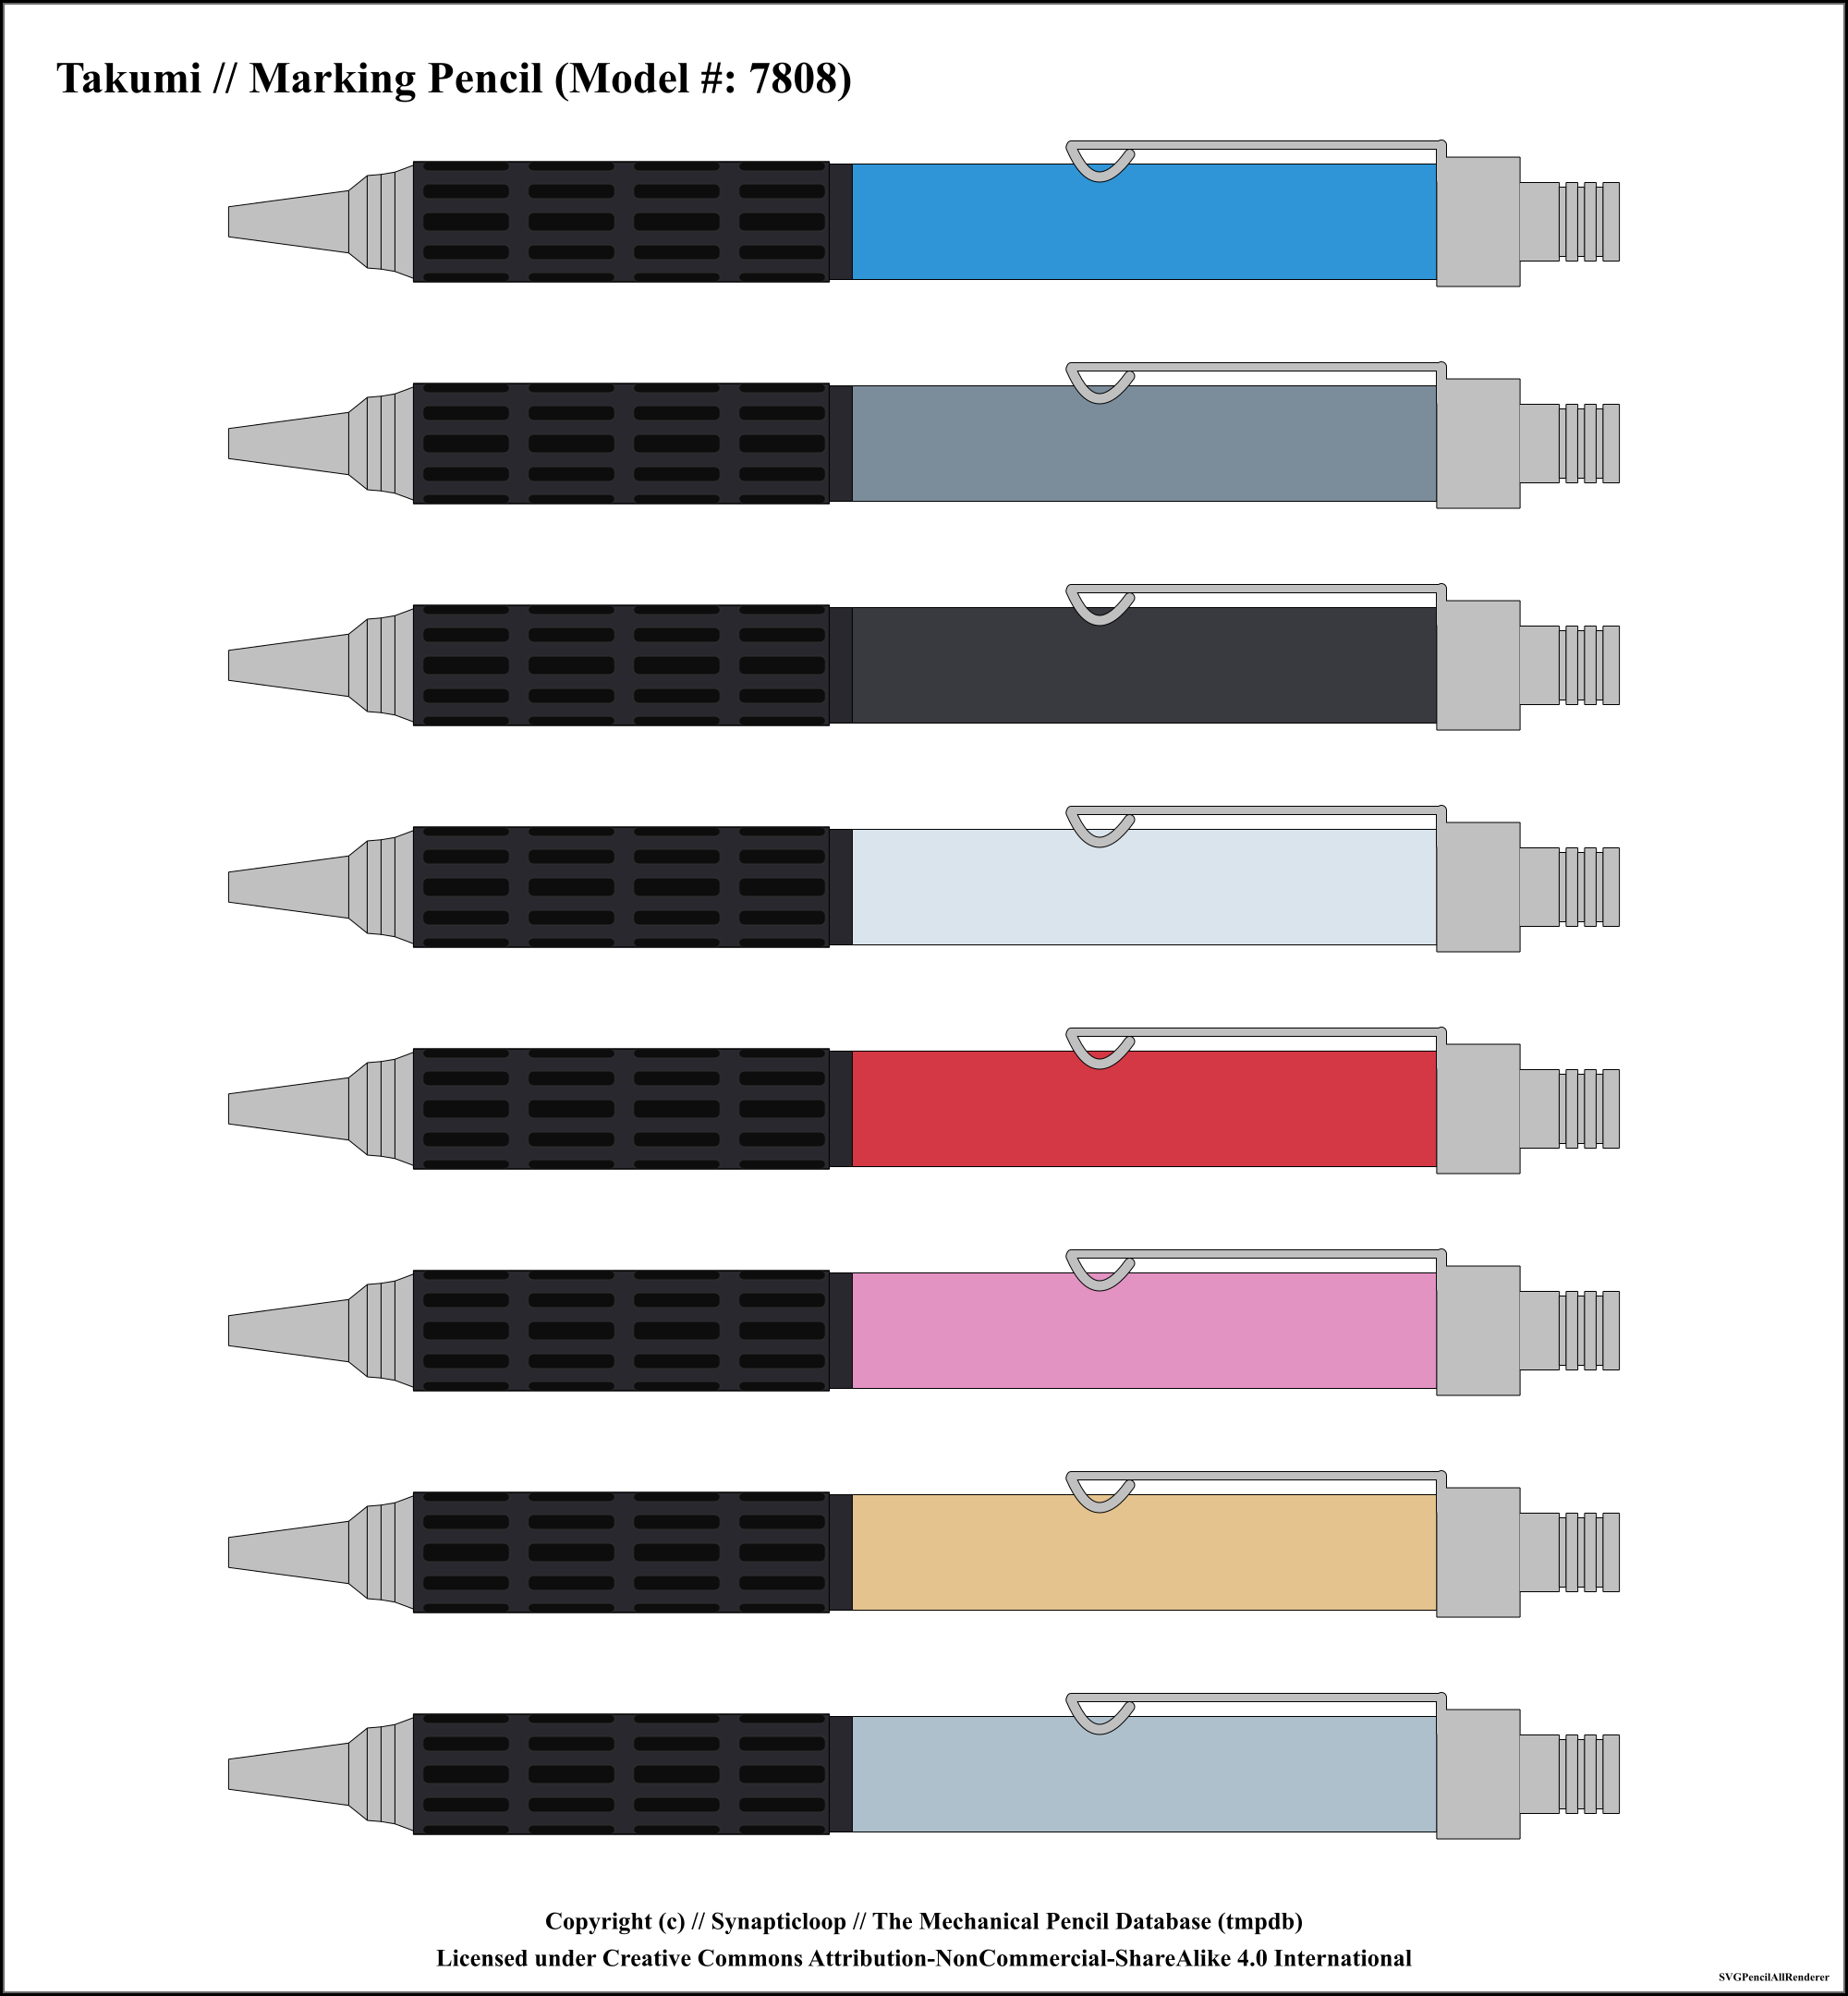 Takumi // Marking Pencil (Model #: 7808)
Copyright (c) // Synapticloop // The Mechanical Pencil Database (tmpdb)
Licensed under Creative Commons Attribution-NonCommercial-ShareAlike 4.0 International
SVGPencilAllRenderer